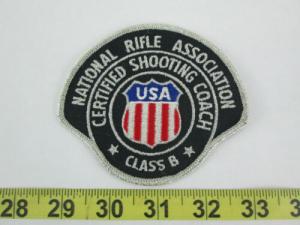 NATIONAL RIFLE ASSOCIATION
CERTIFIED SHOOTING COACH
USA
CLASS B
28 29 30 31 32 33